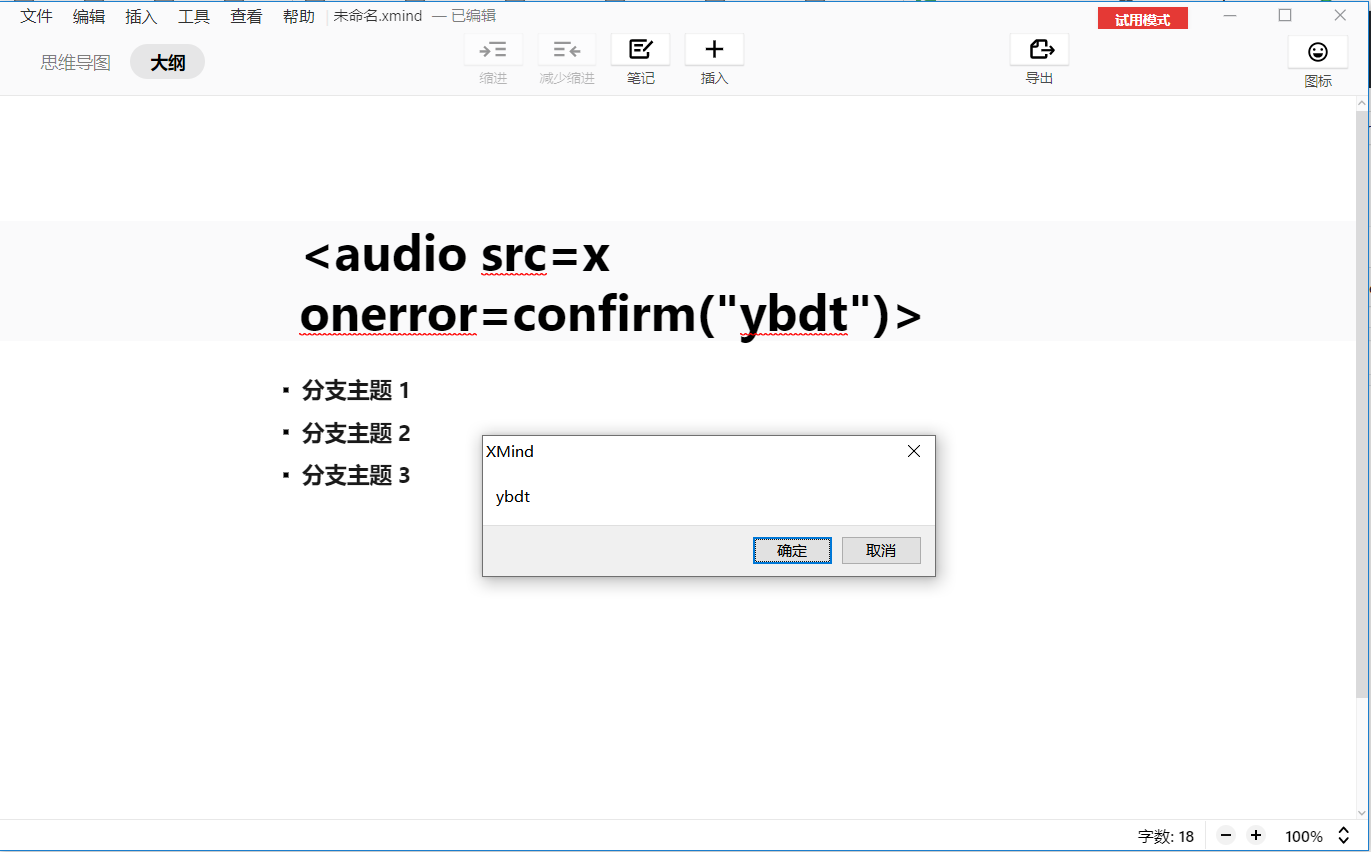 文件 编辑 插入 工具 查看 帮助 未命名.xmind — 已编辑 试用模式
思维导图 大纲 缩进 减少缩进 笔记 插入 导出 图标
<audio src=x
onerror=confirm("ybdt")>
分支主题 1
分支主题 2
分支主题 3
XMind
ybdt
确定 取消
字数: 18 100%